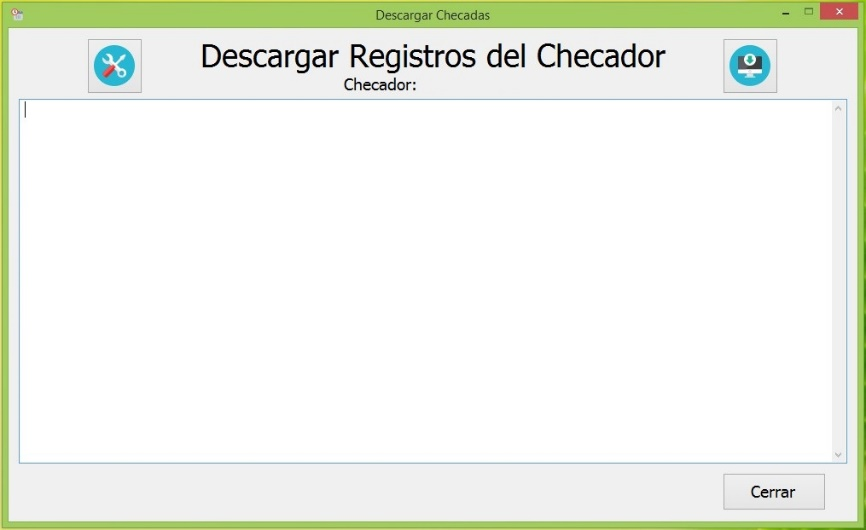 Descargar Checadas
Descargar Registros del Checador
Checador:
Cerrar